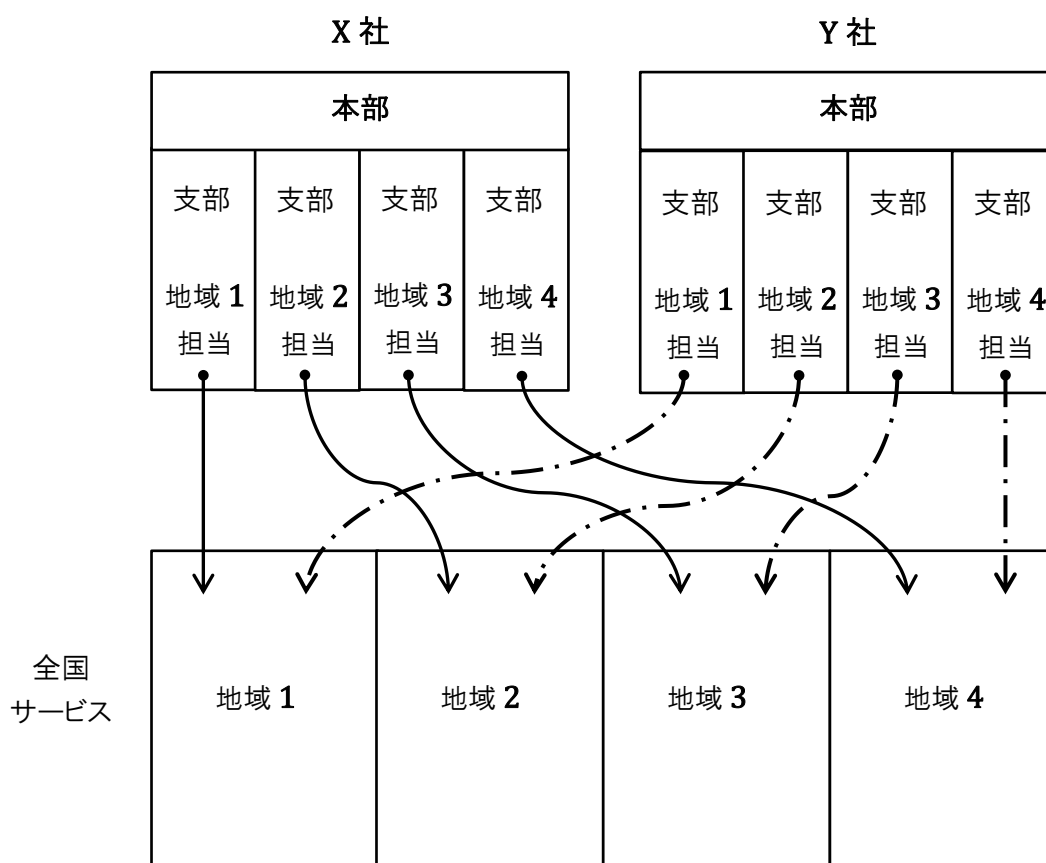 X 社
Y 社
本部
本部
支部
支部
支部
支部
支部
支部
支部
支部
地域 1
担当
地域 2
担当
地域 3
担当
地域 4
担当
地域 1
担当
地域 2
担当
地域 3
担当
地域 4
担当
全国
サービス
地域 1
地域 2
地域 3
地域 4